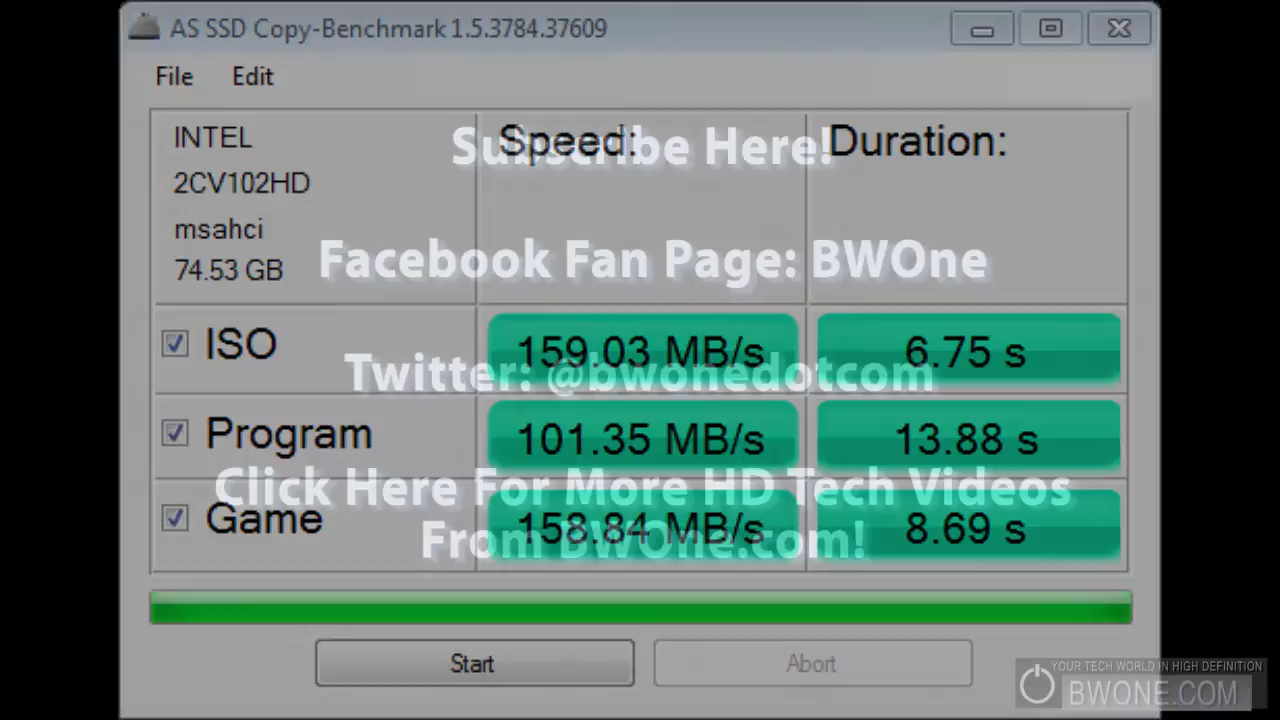 AS SSD Copy-Benchmark 1.5.3784.37609
File Edit
INTEL
2CV102HD
msahci
74.53 GB
Speed:
Duration:
Subscribe Here!
Facebook Fan Page: BWOne
ISO 159.03 MB/s 6.75 s
Twitter: @bwonedotcom
Program 101.35 MB/s 13.88 s
Click Here For More HD Tech Videos
From BWOne.com!
Game 158.84 MB/s 8.69 s
Start Abort
YOUR TECH WORLD IN HIGH DEFINITION
BWONE.COM